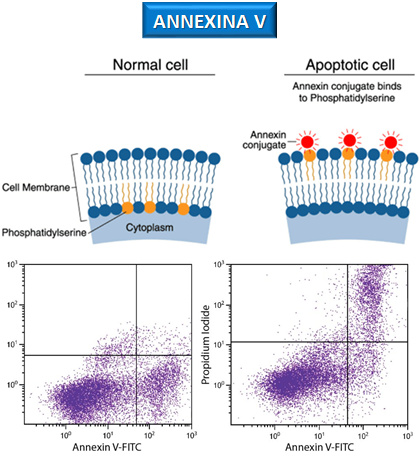 ANNEXINA V
Normal cell
Apoptotic cell
Annexin conjugate binds
to Phosphatidylserine
Annexin
conjugate
Cell Membrane
Phosphatidylserine
Cytoplasm
10³
10²
10¹
10⁰
10⁰ 10¹ 10² 10³
Annexin V-FITC
Propidium Iodide
10³
10²
10¹
10⁰
10⁰ 10¹ 10² 10³
Annexin V-FITC